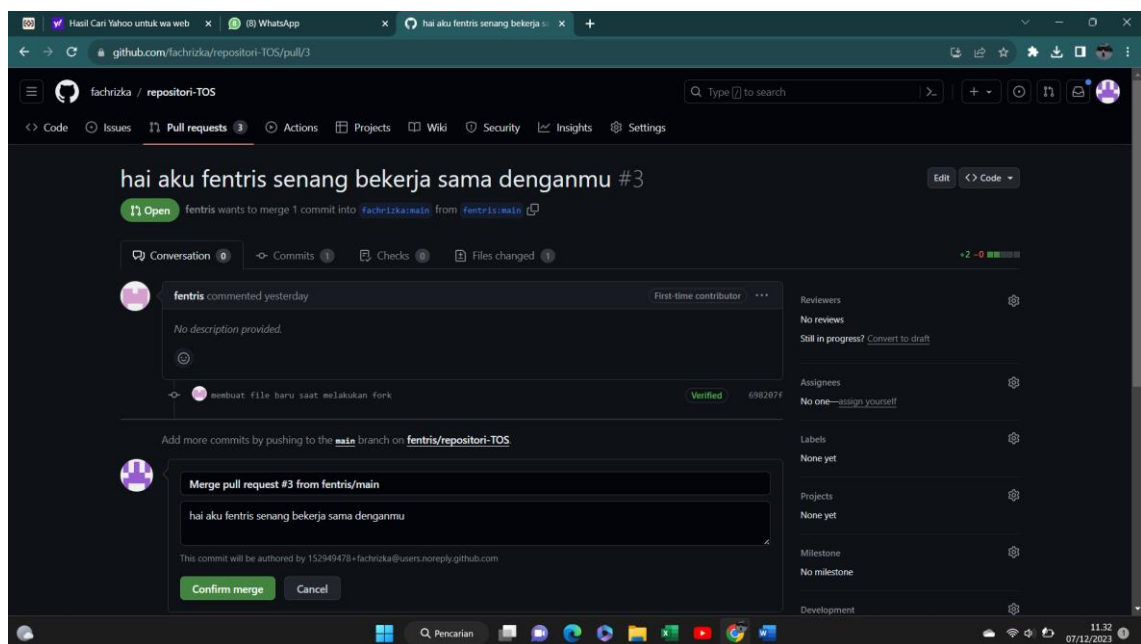 Hasil Cari Yahoo untuk wa web
(8) WhatsApp
hai aku fentris senang bekerja s
github.com/fachrizka/repositori-TOS/pull/3
fachrizka / repositori-TOS
Type / to search
Code Issues Pull requests 3 Actions Projects Wiki Security Insights Settings
hai aku fentris senang bekerja sama denganmu #3
Edit <> Code
Open fentris wants to merge 1 commit into fachrizka:main from fentris:main
Conversation 0 Commits 1 Checks 0 Files changed 1
+2 −0
fentris commented yesterday
First-time contributor ...
No description provided.
membuat file baru saat melakukan fork
Verified 698207f
Add more commits by pushing to the main branch on fentris/repositori-TOS.
Merge pull request #3 from fentris/main
hai aku fentris senang bekerja sama denganmu
This commit will be authored by 152949478+fachrizka@users.noreply.github.com
Confirm merge Cancel
Reviewers
No reviews
Still in progress? Convert to draft
Assignees
No one—assign yourself
Labels
None yet
Projects
None yet
Milestone
No milestone
Development
Pencarian
11.32
07/12/2023